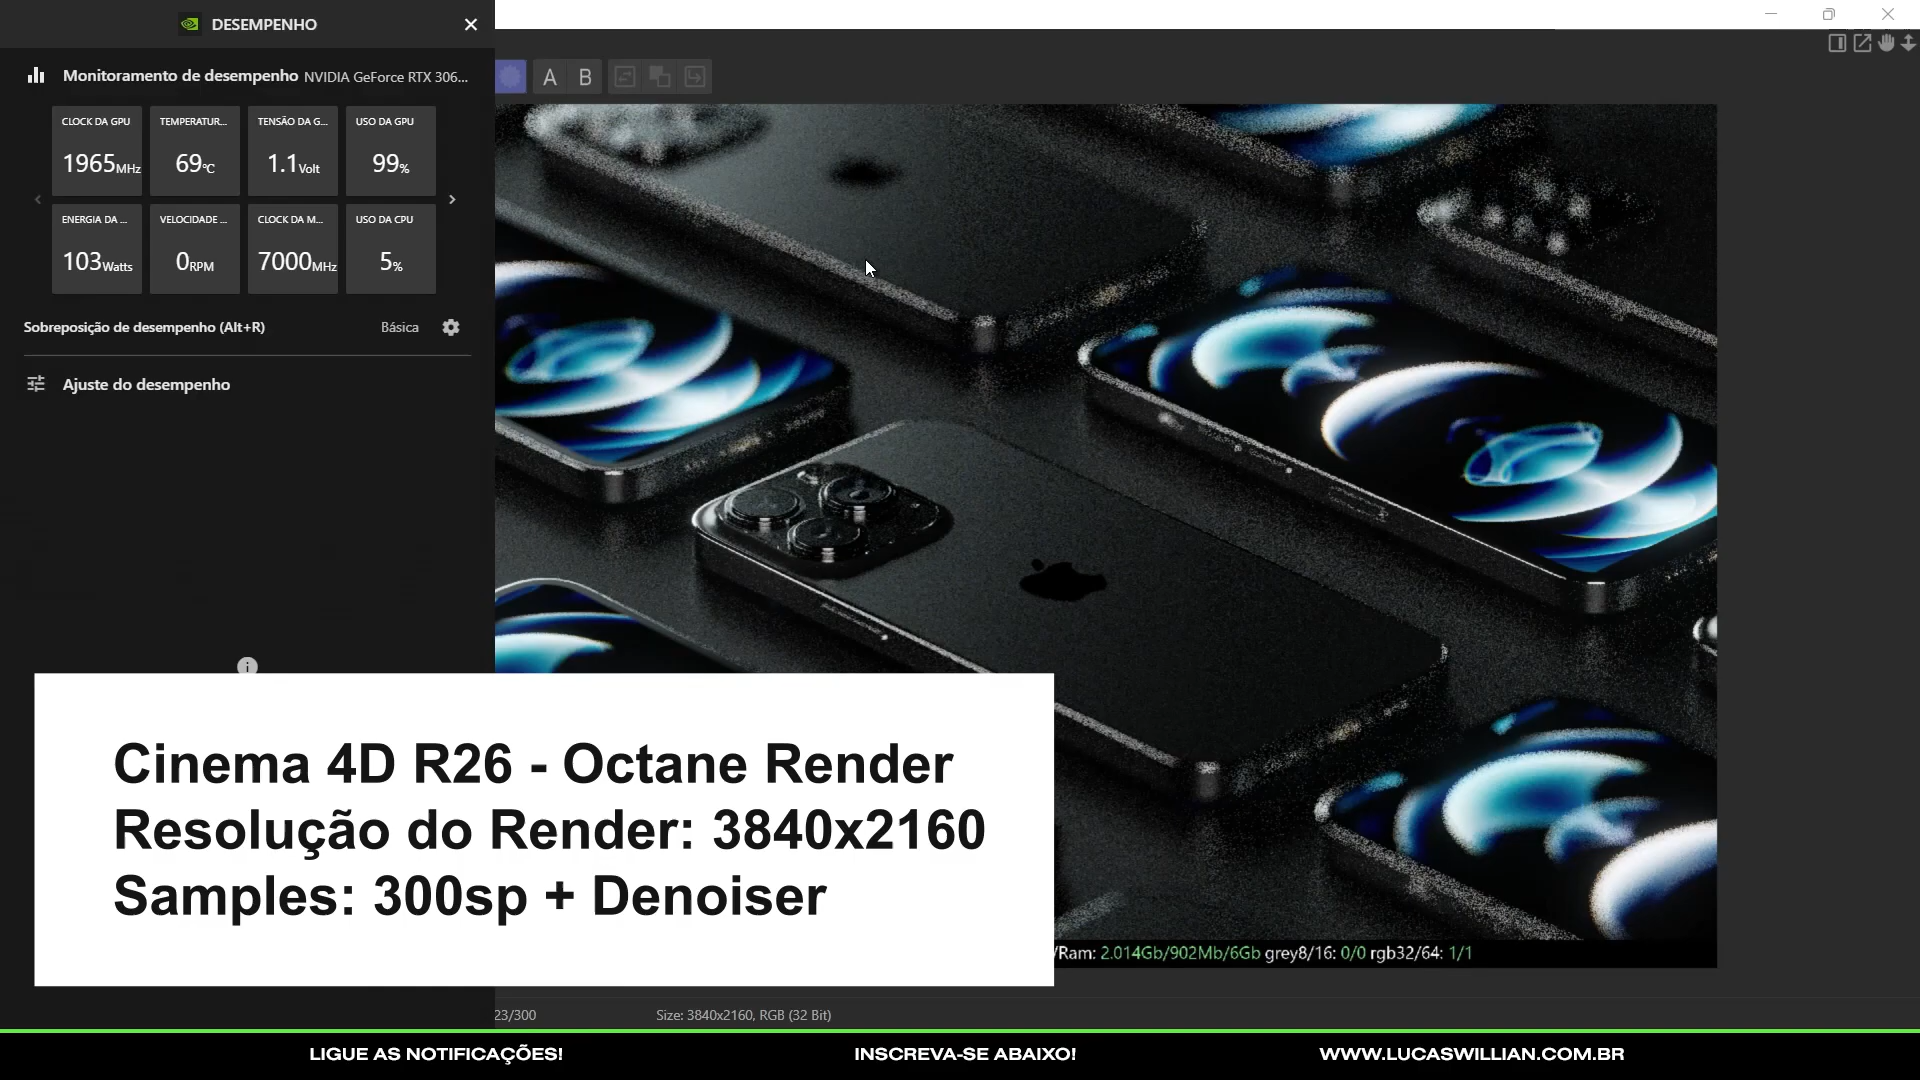 DESEMPENHO
Monitoramento de desempenho NVIDIA GeForce RTX 306...
CLOCK DA GPU
1965MHz
TEMPERATUR...
69°C
TENSÃO DA G...
1.1Volt
USO DA GPU
99%
ENERGIA DA ...
103Watts
VELOCIDADE ...
0RPM
CLOCK DA M...
7000MHz
USO DA CPU
5%
Sobreposição de desempenho (Alt+R) Básica
Ajuste do desempenho
A B
Cinema 4D R26 - Octane Render
Resolução do Render: 3840x2160
Samples: 300sp + Denoiser
/Ram: 2.014Gb/902Mb/6Gb grey8/16: 0/0 rgb32/64: 1/1
23/300 Size: 3840x2160, RGB (32 Bit)
LIGUE AS NOTIFICAÇÕES! INSCREVA-SE ABAIXO! WWW.LUCASWILLIAN.COM.BR